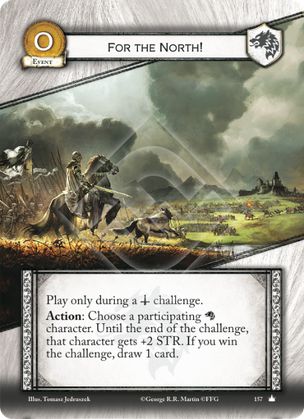 0
EVENT
FOR THE NORTH!
Play only during a challenge.
Action: Choose a participating
character. Until the end of the challenge,
that character gets +2 STR. If you win
the challenge, draw 1 card.
Illus. Tomasz Jedruszek
©George R.R. Martin ©FFG
157